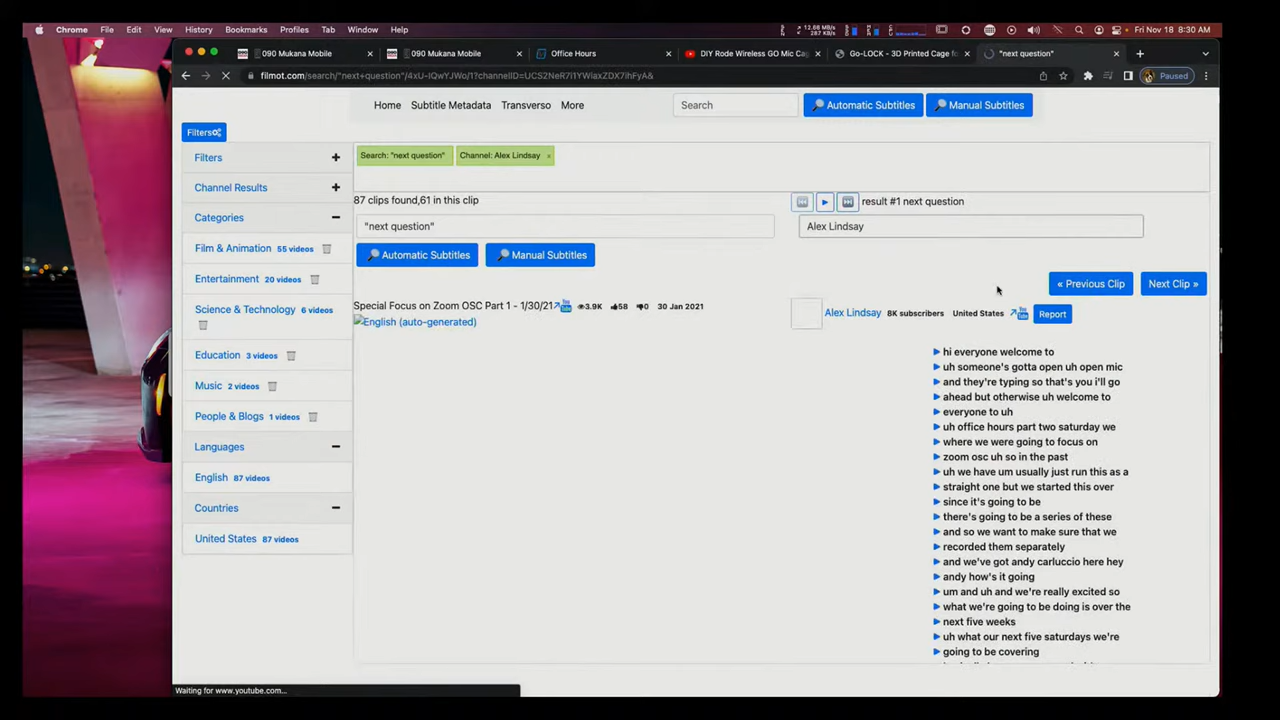 Chrome File Edit View History Bookmarks Profiles Tab Window Help
12.88 MB/s
287 KB/s
Fri Nov 18 8:30 AM
090 Mukana Mobile
090 Mukana Mobile
Office Hours
DIY Rode Wireless GO Mic Cag
Go-LOCK - 3D Printed Cage fo
"next question"
filmot.com/search/"next+question"/4xU-IQwYJWo/1?channelID=UCS2NeR7i1YWiaxZDX7ihFyA&
Paused
Home Subtitle Metadata Transverso More
Search
Automatic Subtitles
Manual Subtitles
Filters
Filters
Channel Results
Categories
Film & Animation 55 videos
Entertainment 20 videos
Science & Technology 6 videos
Education 3 videos
Music 2 videos
People & Blogs 1 videos
Languages
English 87 videos
Countries
United States 87 videos
Search: "next question"
Channel: Alex Lindsay ×
87 clips found,61 in this clip
result #1 next question
"next question"
Alex Lindsay
Automatic Subtitles
Manual Subtitles
« Previous Clip
Next Clip »
Special Focus on Zoom OSC Part 1 - 1/30/21
You Tube
3.9K 58 0 30 Jan 2021
English (auto-generated)
Alex Lindsay 8K subscribers United States
You Tube
Report
hi everyone welcome to
uh someone's gotta open uh open mic
and they're typing so that's you i'll go
ahead but otherwise uh welcome to
everyone to uh
uh office hours part two saturday we
where we were going to focus on
zoom osc uh so in the past
uh we have um usually just run this as a
straight one but we started this over
since it's going to be
there's going to be a series of these
and so we want to make sure that we
recorded them separately
and we've got andy carluccio here hey
andy how's it going
um and uh and we're really excited so
what we're going to be doing is over the
next five weeks
uh what our next five saturdays we're
going to be covering
Waiting for www.youtube.com...